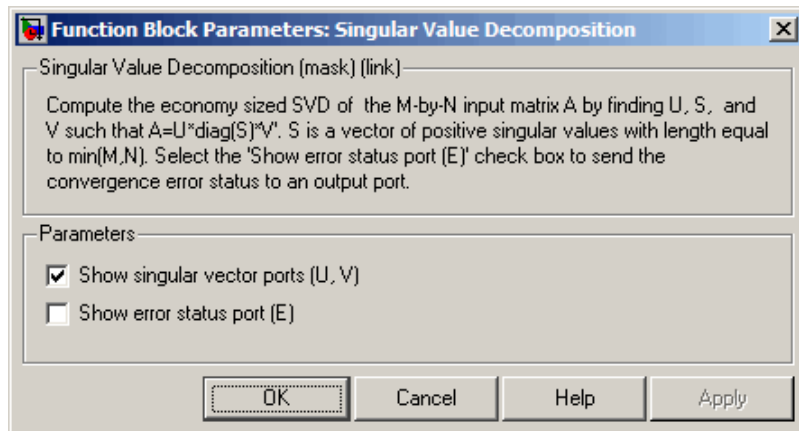 Function Block Parameters: Singular Value Decomposition
Singular Value Decomposition (mask) (link)
Compute the economy sized SVD of the M-by-N input matrix A by finding U, S, and
V such that A=U*diag(S)*V'. S is a vector of positive singular values with length equal
to min(M,N). Select the 'Show error status port (E)' check box to send the
convergence error status to an output port.
Parameters
Show singular vector ports (U, V)
Show error status port (E)
OK Cancel Help Apply